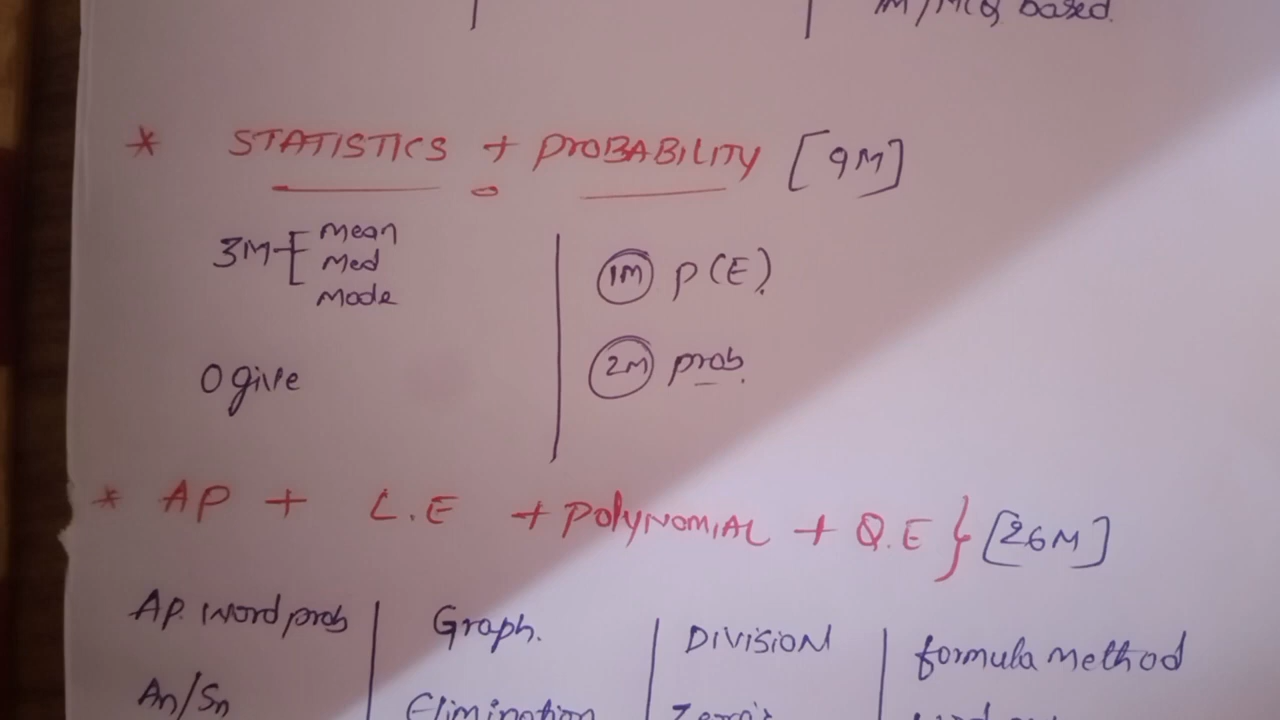 1M/MCQ based.
* STATISTICS + PROBABILITY [9M]
3M Mean
Med
Mode
Ogive
1M P(E).
2M prob.
* AP + L.E + POLYNOMIAL + Q.E } [26M]
AP. Word prob
Graph.
DIVISION
formula method
An/Sn
Elimination